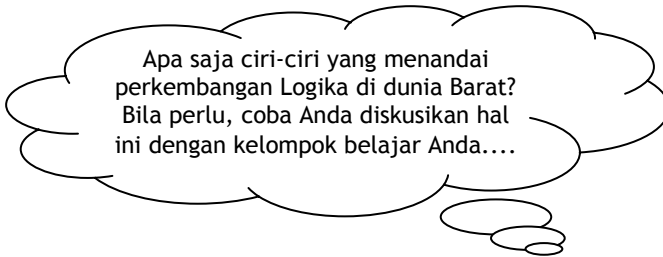 Apa saja ciri-ciri yang menandai
perkembangan Logika di dunia Barat?
Bila perlu, coba Anda diskusikan hal
ini dengan kelompok belajar Anda....